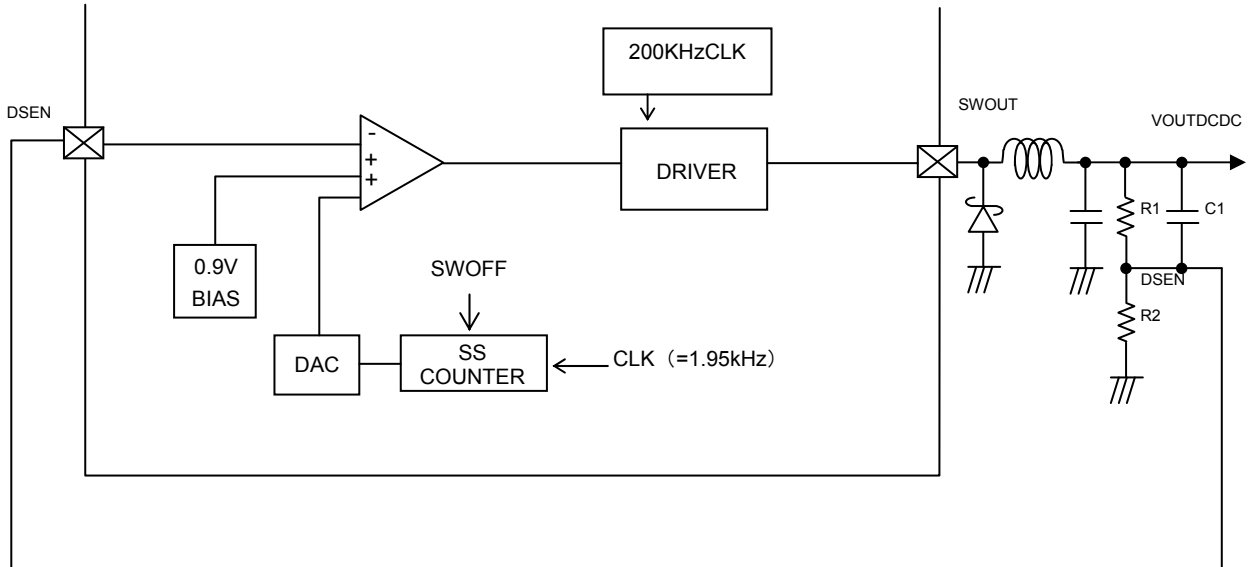 200KHzCLK
DSEN
SWOUT
VOUTDCDC
-
+
+
DRIVER
R1
C1
0.9V
BIAS
SWOFF
DSEN
R2
DAC
SS
COUNTER
CLK（=1.95kHz）